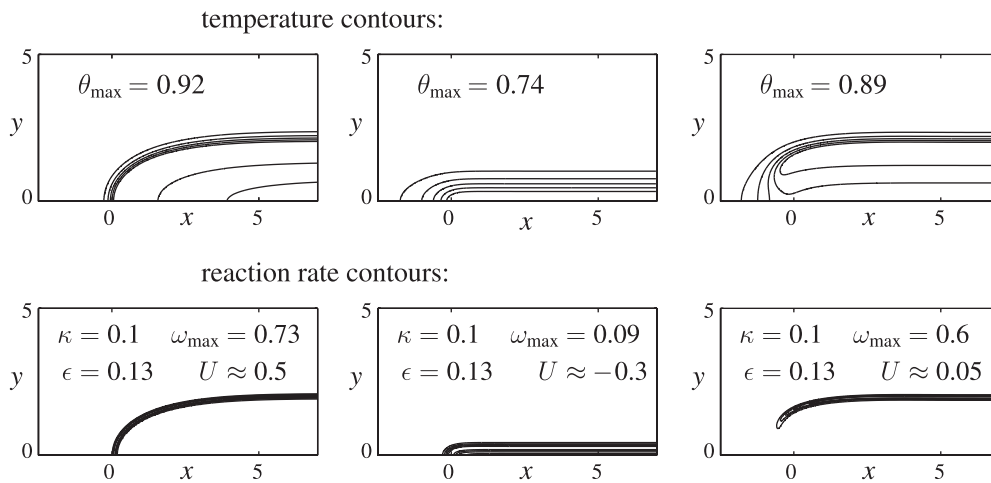 temperature contours:
5 θmax = 0.92 y 0 0 x 5
5 θmax = 0.74 y 0 0 x 5
5 θmax = 0.89 y 0 0 x 5
reaction rate contours:
5 κ = 0.1 ωmax = 0.73
ϵ = 0.13 U ≈ 0.5
y 0 0 x 5
5 κ = 0.1 ωmax = 0.09
ϵ = 0.13 U ≈ −0.3
y 0 0 x 5
5 κ = 0.1 ωmax = 0.6
ϵ = 0.13 U ≈ 0.05
y 0 0 x 5